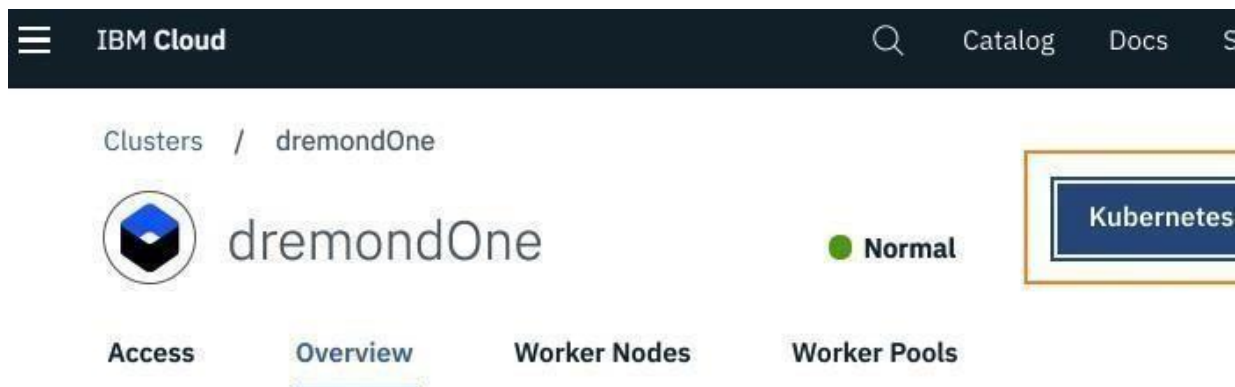 IBM Cloud Catalog Docs S
Clusters / dremondOne
dremondOne Normal Kubernetes
Access Overview Worker Nodes Worker Pools